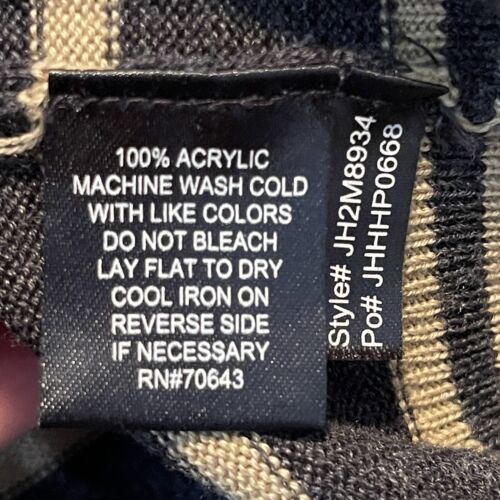 100% ACRYLIC
MACHINE WASH COLD
WITH LIKE COLORS
DO NOT BLEACH
LAY FLAT TO DRY
COOL IRON ON
REVERSE SIDE
IF NECESSARY
RN#70643
Style# JH2M8934
Po# JHHHP0668